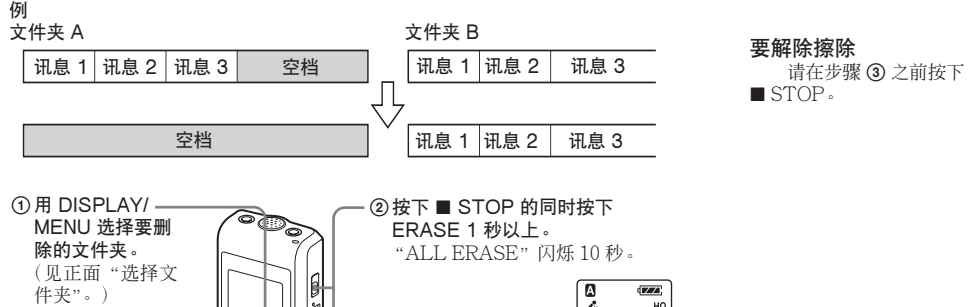 例
文件夹 A
文件夹 B
讯息 1 讯息 2 讯息 3 空档
讯息 1 讯息 2 讯息 3
空档
讯息 1 讯息 2 讯息 3
要解除擦除
请在步骤 ③ 之前按下
■ STOP。
① 用 DISPLAY/
MENU 选择要删
除的文件夹。
(见正面“选择文
件夹”。)
② 按下 ■ STOP 的同时按下
ERASE 1 秒以上。
“ALL ERASE”闪烁 10 秒。
A
HQ